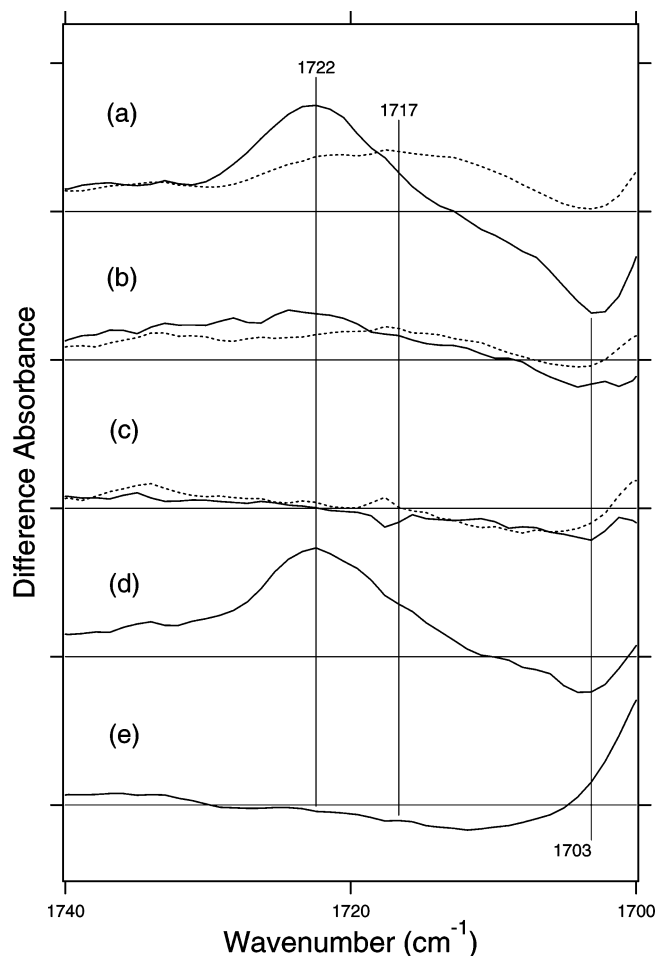 1722
1717
(a)
(b)
(c)
(d)
(e)
1703
1740
1720
1700
Wavenumber (cm⁻¹)
Difference Absorbance